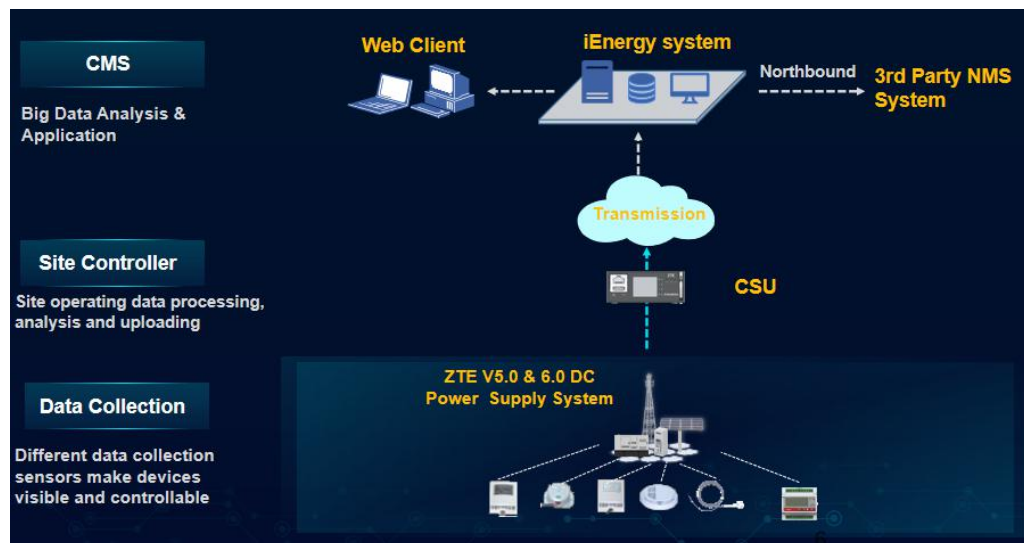 CMS
Big Data Analysis &
Application
Web Client
iEnergy system
Northbound
3rd Party NMS
System
Transmission
Site Controller
Site operating data processing,
analysis and uploading
CSU
ZTE V5.0 & 6.0 DC
Power Supply System
Data Collection
Different data collection
sensors make devices
visible and controllable